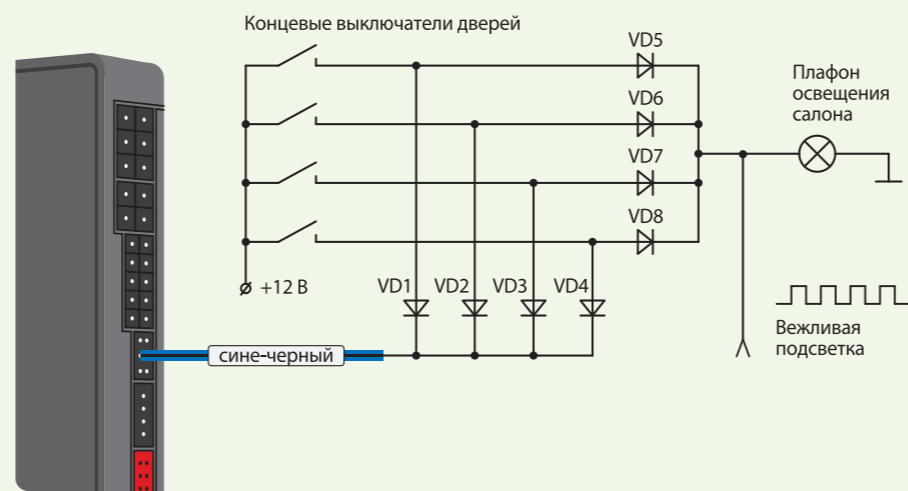 Концевые выключатели дверей
VD5
VD6
VD7
VD8
Плафон
освещения
салона
+12 В
VD1
VD2
VD3
VD4
сине-черный
Вежливая
подсветка